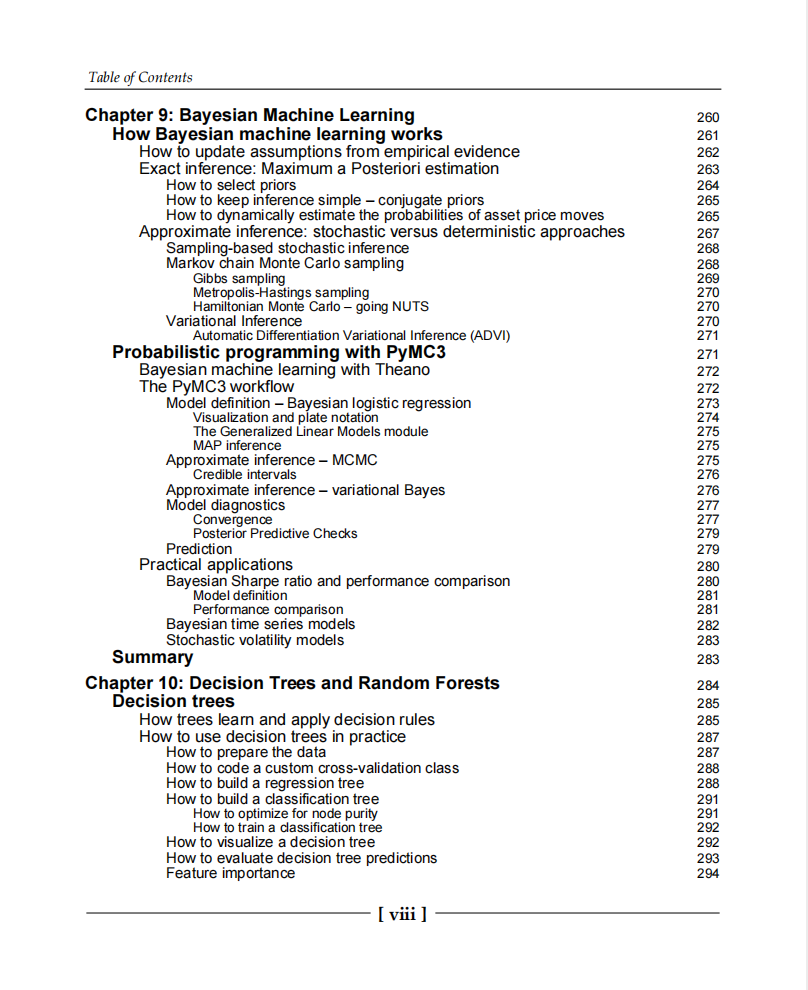 Table of Contents
Chapter 9: Bayesian Machine Learning 260
How Bayesian machine learning works 261
How to update assumptions from empirical evidence 262
Exact inference: Maximum a Posteriori estimation 263
How to select priors 264
How to keep inference simple – conjugate priors 265
How to dynamically estimate the probabilities of asset price moves 265
Approximate inference: stochastic versus deterministic approaches 267
Sampling-based stochastic inference 268
Markov chain Monte Carlo sampling 268
Gibbs sampling 269
Metropolis-Hastings sampling 270
Hamiltonian Monte Carlo – going NUTS 270
Variational Inference 270
Automatic Differentiation Variational Inference (ADVI) 271
Probabilistic programming with PyMC3 271
Bayesian machine learning with Theano 272
The PyMC3 workflow 272
Model definition – Bayesian logistic regression 273
Visualization and plate notation 274
The Generalized Linear Models module 275
MAP inference 275
Approximate inference – MCMC 275
Credible intervals 276
Approximate inference – variational Bayes 276
Model diagnostics 277
Convergence 277
Posterior Predictive Checks 279
Prediction 279
Practical applications 280
Bayesian Sharpe ratio and performance comparison 280
Model definition 281
Performance comparison 281
Bayesian time series models 282
Stochastic volatility models 283
Summary 283
Chapter 10: Decision Trees and Random Forests 284
Decision trees 285
How trees learn and apply decision rules 285
How to use decision trees in practice 287
How to prepare the data 287
How to code a custom cross-validation class 288
How to build a regression tree 288
How to build a classification tree 291
How to optimize for node purity 291
How to train a classification tree 292
How to visualize a decision tree 292
How to evaluate decision tree predictions 293
Feature importance 294
[ viii ]